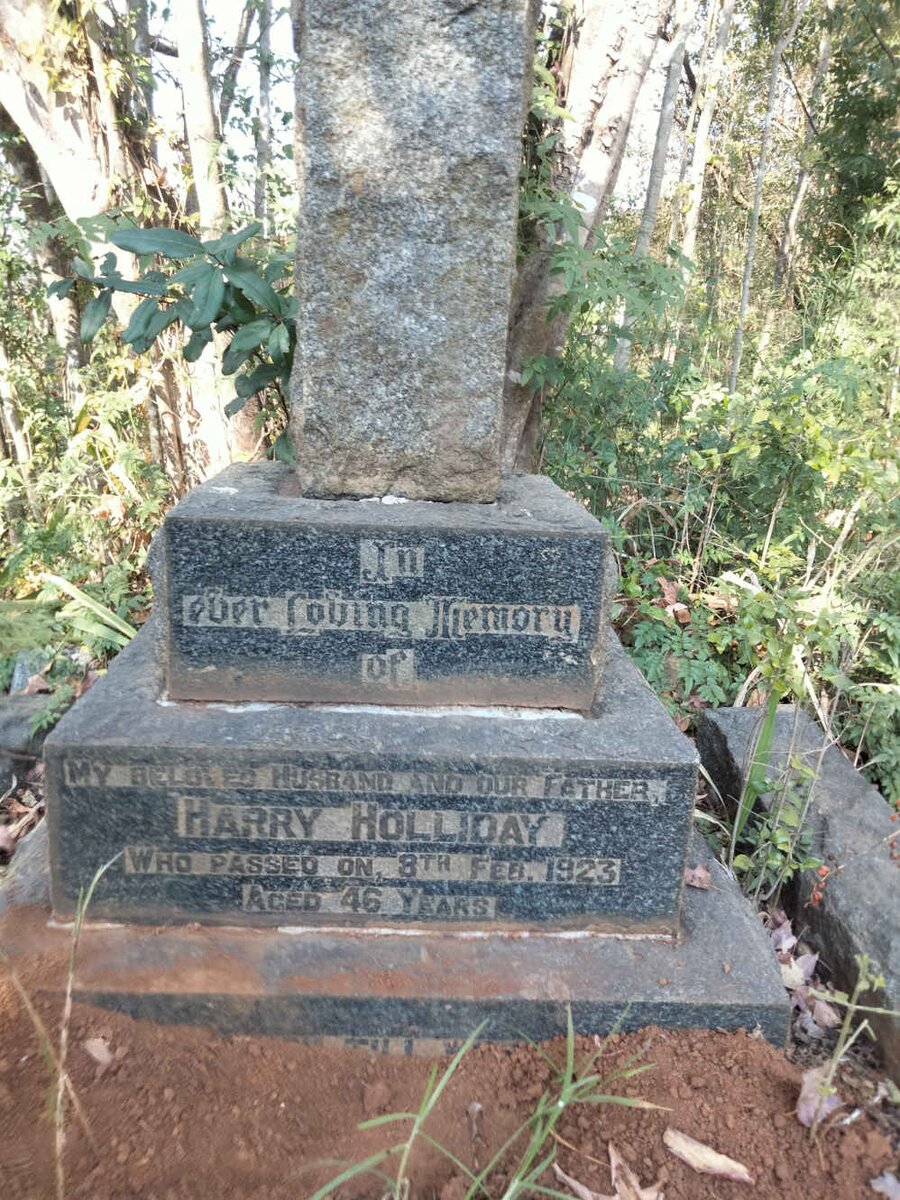 In
ever Loving Memory
of
MY BELOVED HUSBAND AND OUR FATHER,
HARRY HOLLIDAY
WHO PASSED ON, 8TH FEB. 1923
AGED 46 YEARS